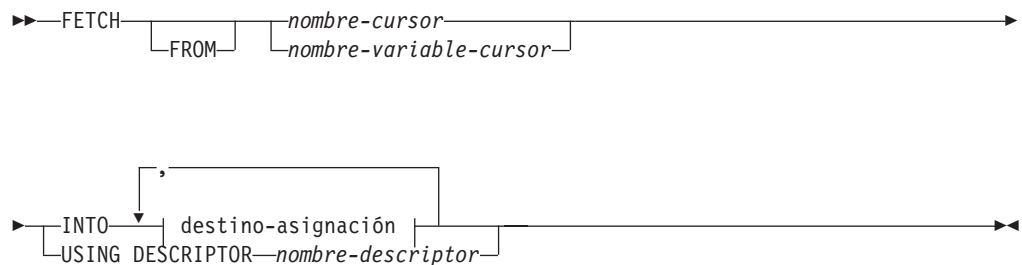 FETCH nombre-cursor
FROM nombre-variable-cursor
,
INTO destino-asignación
USING DESCRIPTOR nombre-descriptor